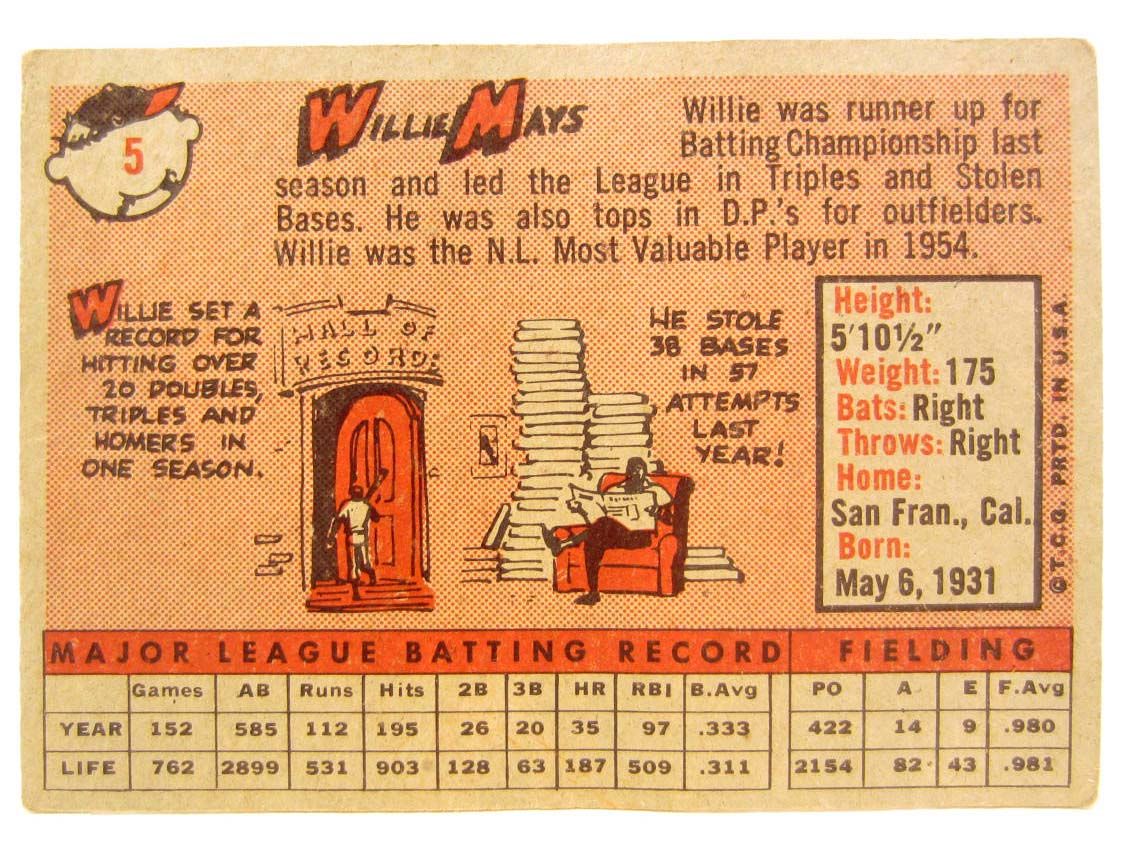 5
WILLIE MAYS
Willie was runner up for
Batting Championship last
season and led the League in Triples and Stolen
Bases. He was also tops in D.P.'s for outfielders.
Willie was the N.L. Most Valuable Player in 1954.
WILLIE SET A
RECORD FOR
HITTING OVER
20 DOUBLES,
TRIPLES AND
HOMERS IN
ONE SEASON.
HALL OF
RECORDS
HE STOLE
38 BASES
IN 57
ATTEMPTS
LAST
YEAR!
Height:
5'10½"
Weight: 175
Bats: Right
Throws: Right
Home:
San Fran., Cal.
Born:
May 6, 1931
© T.C.G. PRTD. IN U.S.A
MAJOR LEAGUE BATTING RECORD FIELDING
Games AB Runs Hits 2B 3B HR RBI B.Avg PO A E F.Avg
YEAR 152 585 112 195 26 20 35 97 .333 422 14 9 .980
LIFE 762 2899 531 903 128 63 187 509 .311 2154 82 43 .981